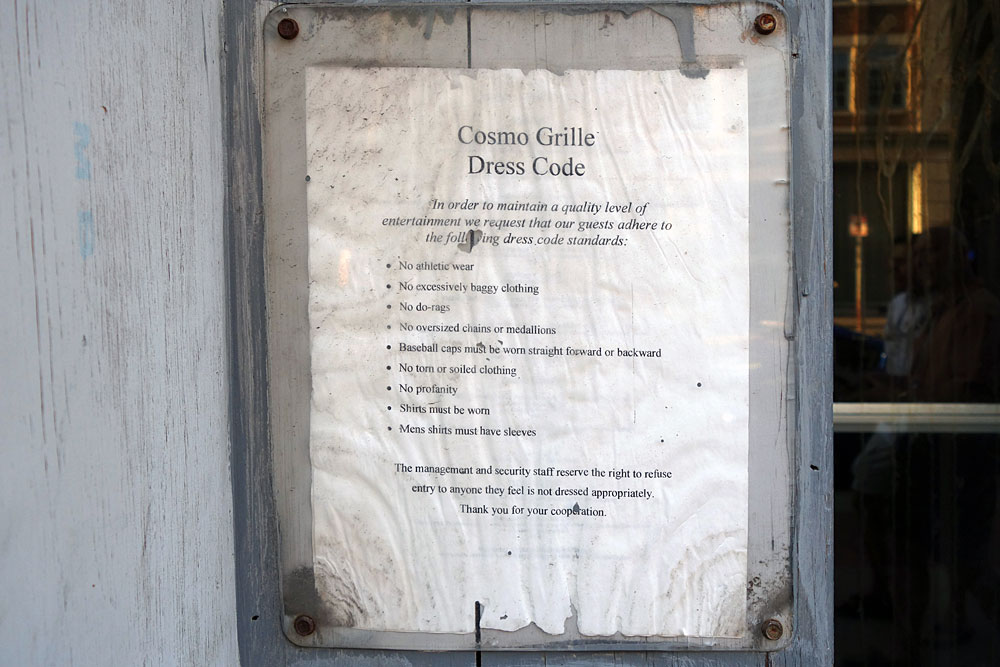 Cosmo Grille
Dress Code
In order to maintain a quality level of
entertainment we request that our guests adhere to
the following dress code standards:
• No athletic wear
• No excessively baggy clothing
• No do-rags
• No oversized chains or medallions
• Baseball caps must be worn straight forward or backward
• No torn or soiled clothing
• No profanity
• Shirts must be worn
• Mens shirts must have sleeves
The management and security staff reserve the right to refuse
entry to anyone they feel is not dressed appropriately.
Thank you for your cooperation.